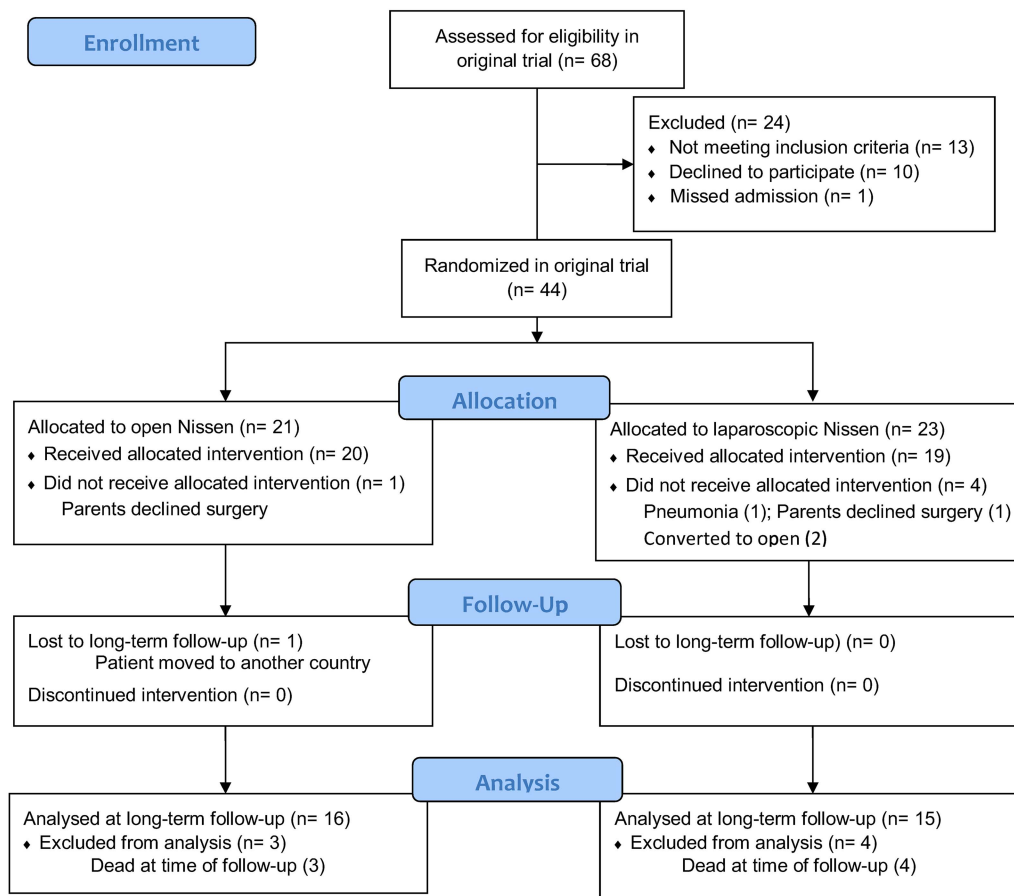 Enrollment
Assessed for eligibility in
original trial (n= 68)
Excluded (n= 24)
♦ Not meeting inclusion criteria (n= 13)
♦ Declined to participate (n= 10)
♦ Missed admission (n= 1)
Randomized in original trial
(n= 44)
Allocation
Allocated to open Nissen (n= 21)
♦ Received allocated intervention (n= 20)
♦ Did not receive allocated intervention (n= 1)
Parents declined surgery
Allocated to laparoscopic Nissen (n= 23)
♦ Received allocated intervention (n= 19)
♦ Did not receive allocated intervention (n= 4)
Pneumonia (1); Parents declined surgery (1)
Converted to open (2)
Follow-Up
Lost to long-term follow-up (n= 1)
Patient moved to another country
Discontinued intervention (n= 0)
Lost to long-term follow-up) (n= 0)
Discontinued intervention (n= 0)
Analysis
Analysed at long-term follow-up (n= 16)
♦ Excluded from analysis (n= 3)
Dead at time of follow-up (3)
Analysed at long-term follow-up (n= 15)
♦ Excluded from analysis (n= 4)
Dead at time of follow-up (4)